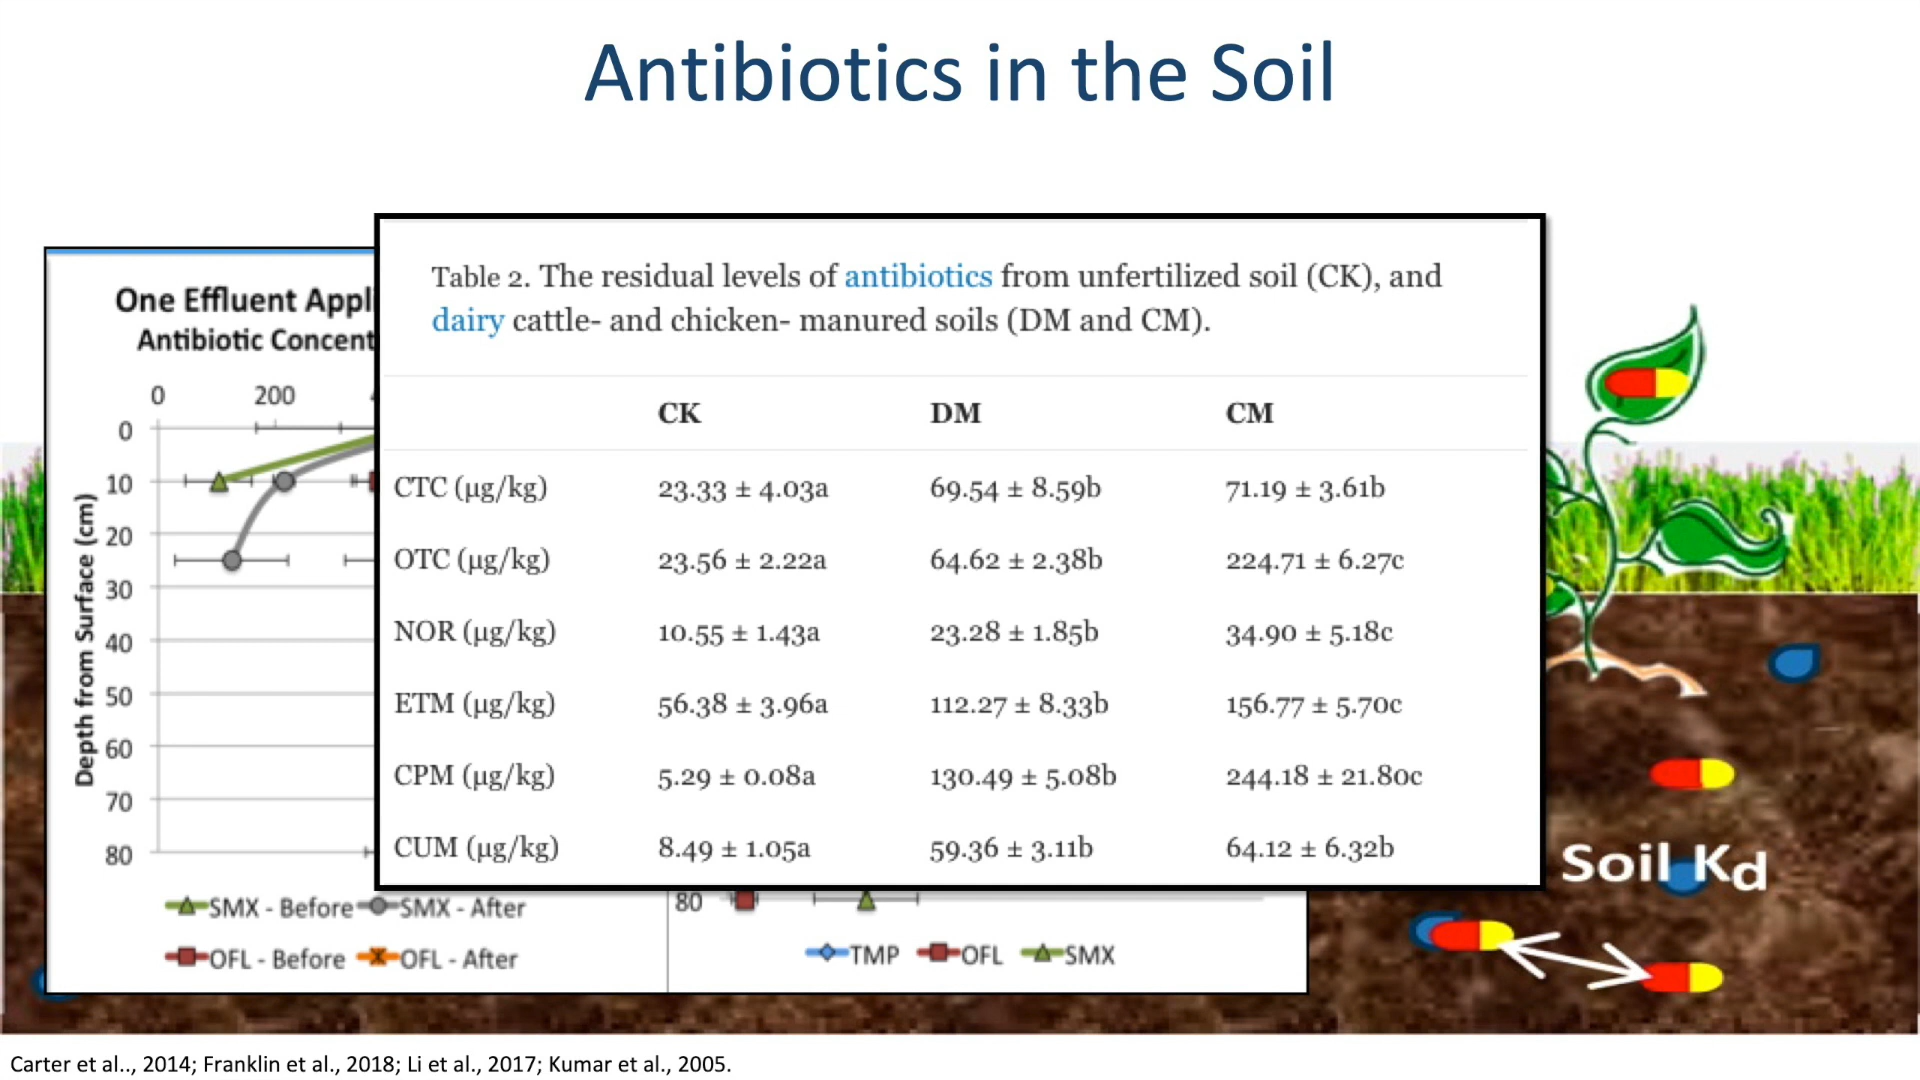 Antibiotics in the Soil
One Effluent Appl
Antibiotic Concent
0 200
0
10
20
30
40
50
60
70
80
Depth from Surface (cm)
SMX - Before SMX - After
OFL - Before OFL - After
80
TMP OFL SMX
Table 2. The residual levels of antibiotics from unfertilized soil (CK), and
dairy cattle- and chicken- manured soils (DM and CM).
CK DM CM
CTC (µg/kg) 23.33 ± 4.03a 69.54 ± 8.59b 71.19 ± 3.61b
OTC (µg/kg) 23.56 ± 2.22a 64.62 ± 2.38b 224.71 ± 6.27c
NOR (µg/kg) 10.55 ± 1.43a 23.28 ± 1.85b 34.90 ± 5.18c
ETM (µg/kg) 56.38 ± 3.96a 112.27 ± 8.33b 156.77 ± 5.70c
CPM (µg/kg) 5.29 ± 0.08a 130.49 ± 5.08b 244.18 ± 21.80c
CUM (µg/kg) 8.49 ± 1.05a 59.36 ± 3.11b 64.12 ± 6.32b
Soil Kd
Carter et al.., 2014; Franklin et al., 2018; Li et al., 2017; Kumar et al., 2005.